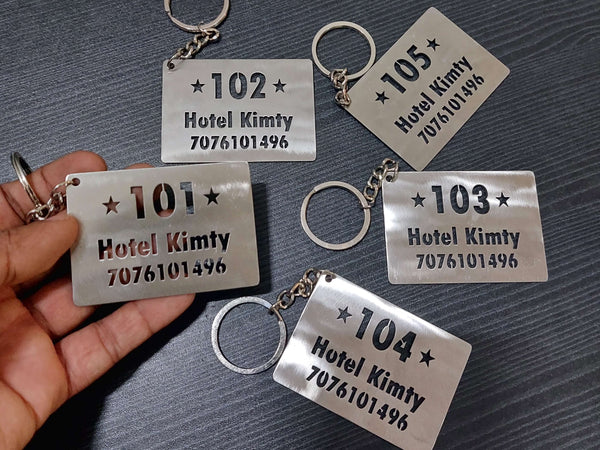 ★ 102 ★
Hotel Kimty
7076101496
★ 105 ★
Hotel Kimty
7076101496
★ 101 ★
Hotel Kimty
7076101496
★ 103 ★
Hotel Kimty
7076101496
★ 104 ★
Hotel Kimty
7076101496